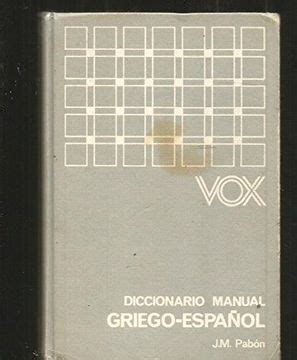 VOX
DICCIONARIO MANUAL
GRIEGO-ESPAÑOL
J.M. Pabón